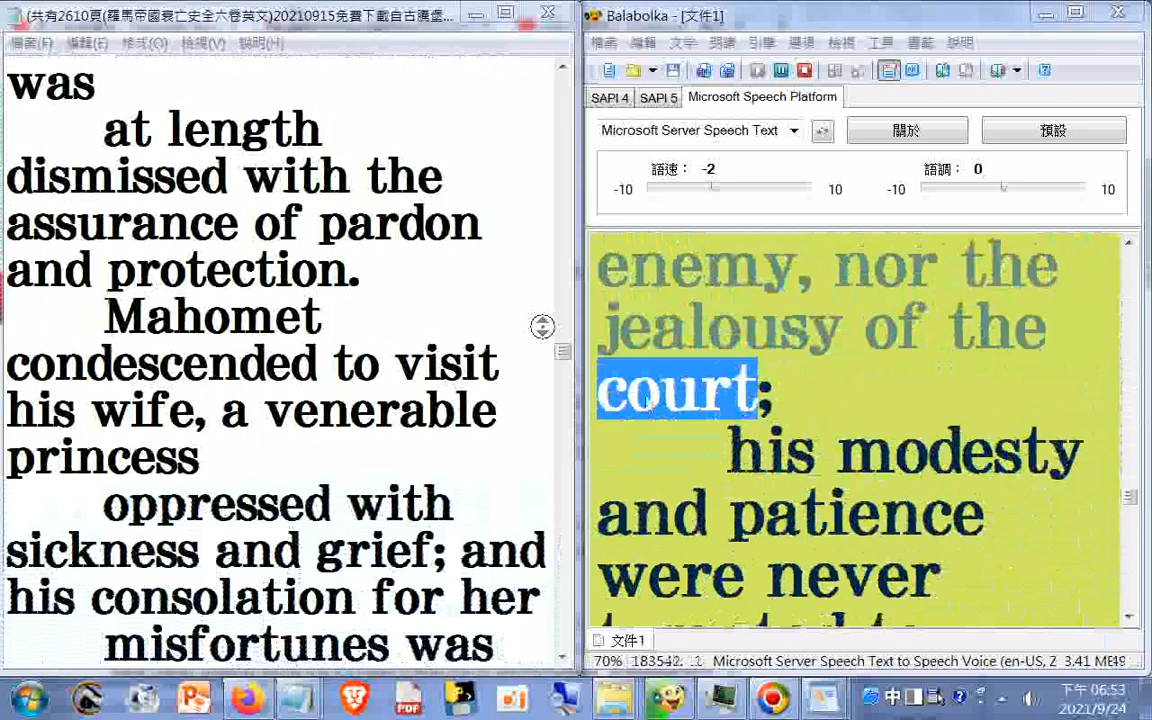 (共有2610頁(羅馬帝國衰亡史全六卷英文)20210915免費下載自古騰堡...
檔案(F) 編輯(E) 格式(O) 檢視(V) 說明(H)
was
at length
dismissed with the
assurance of pardon
and protection.
Mahomet
condescended to visit
his wife, a venerable
princess
oppressed with
sickness and grief; and
his consolation for her
misfortunes was
Balabolka - [文件1]
檔案 編輯 文字 朗讀 引擎 選項 檢視 工具 書籤 說明
SAPI 4 SAPI 5 Microsoft Speech Platform
Microsoft Server Speech Text 關於 預設
語速： -2 語調： 0
-10 10 -10 10
enemy, nor the
jealousy of the
court;
his modesty
and patience
were never
文件1
70% 183542. Microsoft Server Speech Text to Speech Voice (en-US, Z 3.41 ME49
PDF 中 下午 06:53
2021/9/24